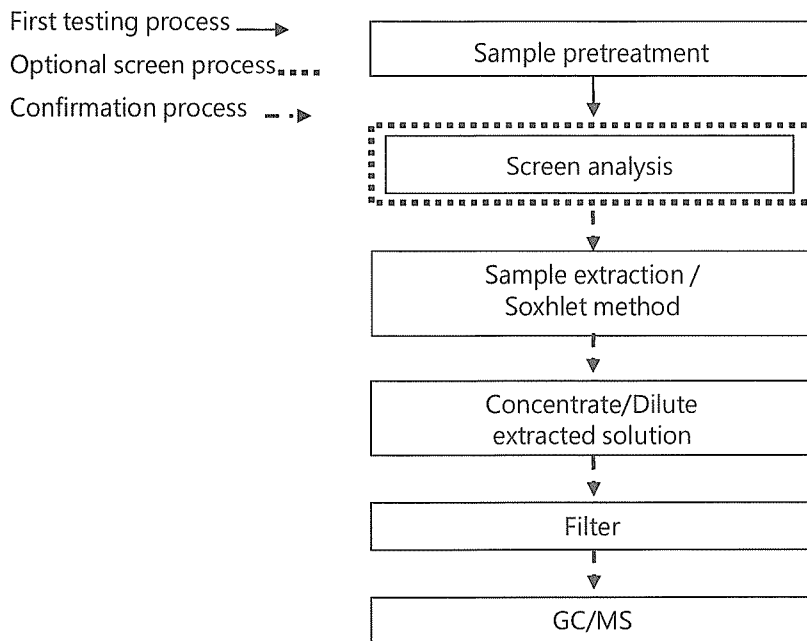 First testing process
Optional screen process
Confirmation process
Sample pretreatment
Screen analysis
Sample extraction /
Soxhlet method
Concentrate/Dilute
extracted solution
Filter
GC/MS